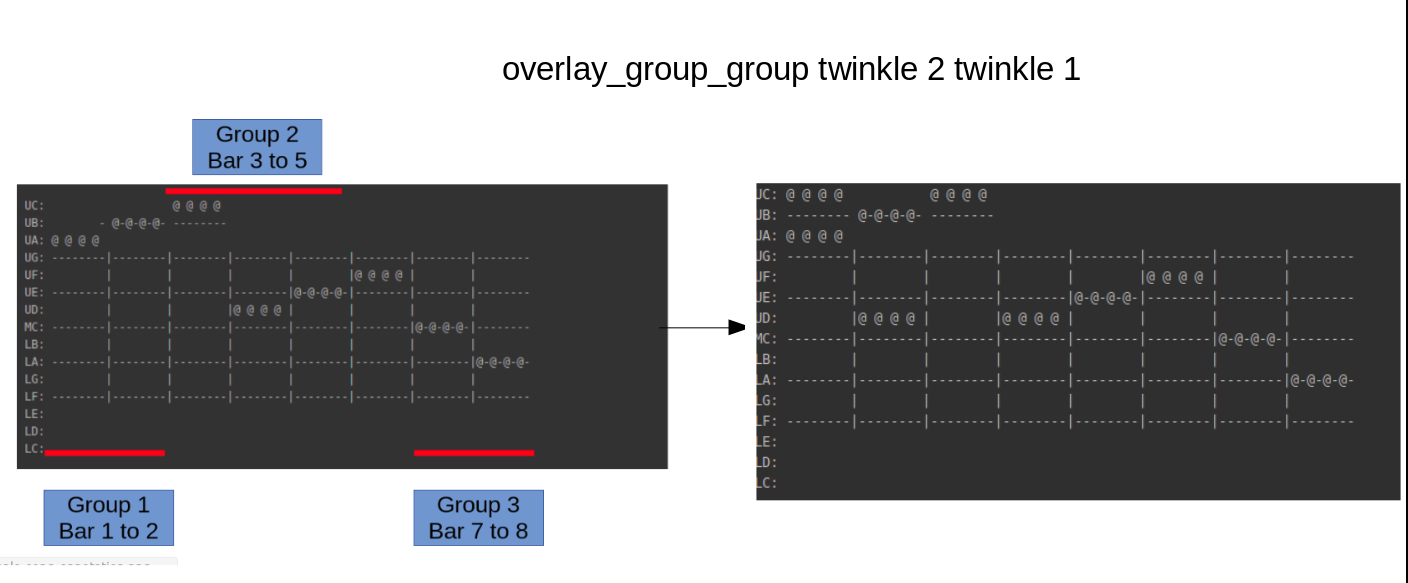 overlay_group_group twinkle 2 twinkle 1
Group 2
Bar 3 to 5
UC:                   @ @ @ @
UB:        - @-@-@-@- --------
UA: @ @ @ @
UG: --------|--------|--------|--------|--------|--------|--------|--------
UF:         |        |        |        |        |@ @ @ @ |        |
UE: --------|--------|--------|--------|@-@-@-@-|--------|--------|--------
UD:         |        |        |@ @ @ @ |        |        |        |
MC: --------|--------|--------|--------|--------|--------|@-@-@-@-|--------
LB:         |        |        |        |        |        |        |
LA: --------|--------|--------|--------|--------|--------|--------|@-@-@-@-
LG:         |        |        |        |        |        |        |
LF: --------|--------|--------|--------|--------|--------|--------|--------
LE:
LD:
LC:
Group 1
Bar 1 to 2
Group 3
Bar 7 to 8
UC: @ @ @ @           @ @ @ @
UB: -------- @-@-@-@- --------
UA: @ @ @ @
UG: --------|--------|--------|--------|--------|--------|--------|--------
UF:         |        |        |        |        |@ @ @ @ |        |
UE: --------|--------|--------|--------|@-@-@-@-|--------|--------|--------
UD:         |@ @ @ @ |        |@ @ @ @ |        |        |        |
MC: --------|--------|--------|--------|--------|--------|@-@-@-@-|--------
LB:         |        |        |        |        |        |        |
LA: --------|--------|--------|--------|--------|--------|--------|@-@-@-@-
LG:         |        |        |        |        |        |        |
LF: --------|--------|--------|--------|--------|--------|--------|--------
LE:
LD:
LC: